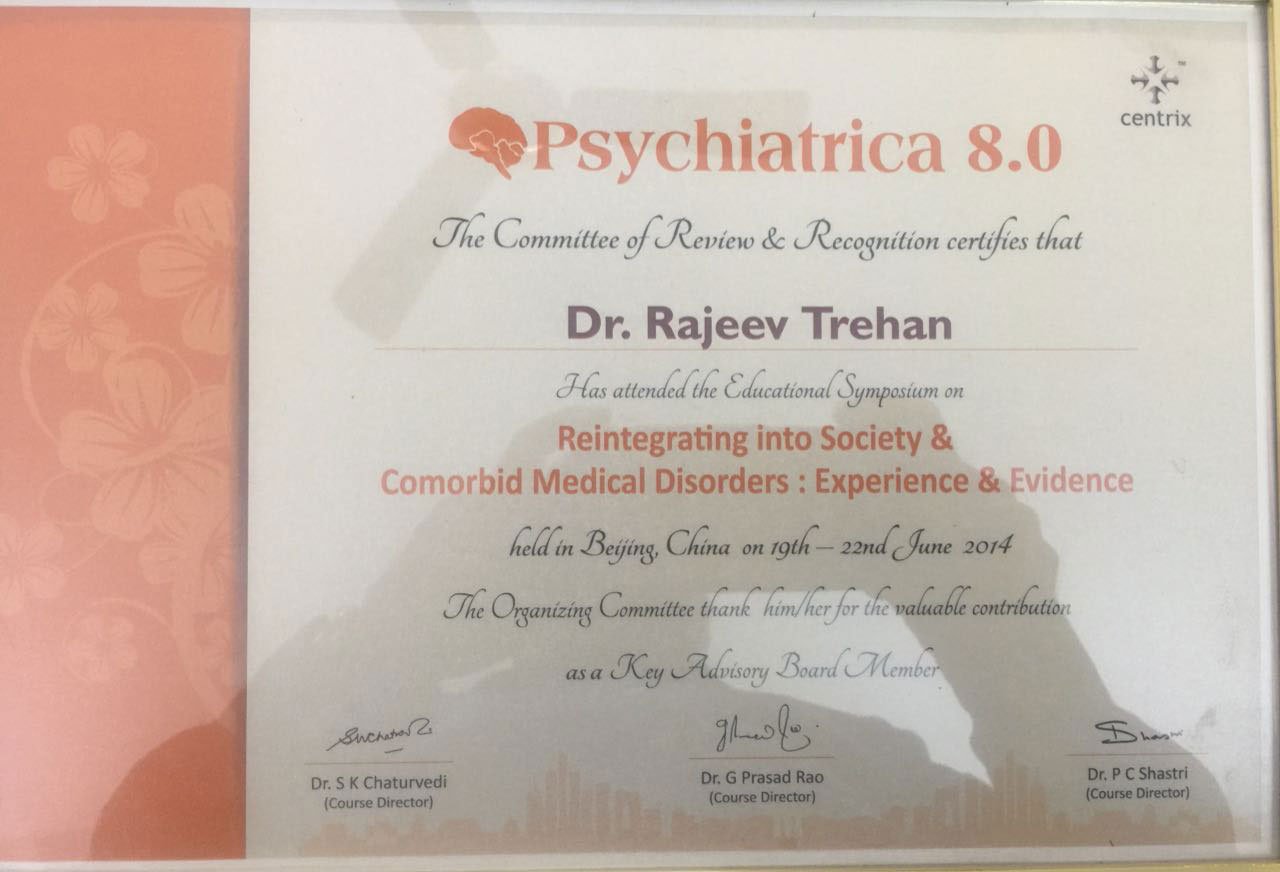 centrix
TM
Psychiatrica 8.0
The Committee of Review & Recognition certifies that
Dr. Rajeev Trehan
Has attended the Educational Symposium on
Reintegrating into Society &
Comorbid Medical Disorders : Experience & Evidence
held in Beijing, China on 19th – 22nd June 2014
The Organizing Committee thank him/her for the valuable contribution
as a Key Advisory Board Member
Dr. S K Chaturvedi
(Course Director)
Dr. G Prasad Rao
(Course Director)
Dr. P C Shastri
(Course Director)